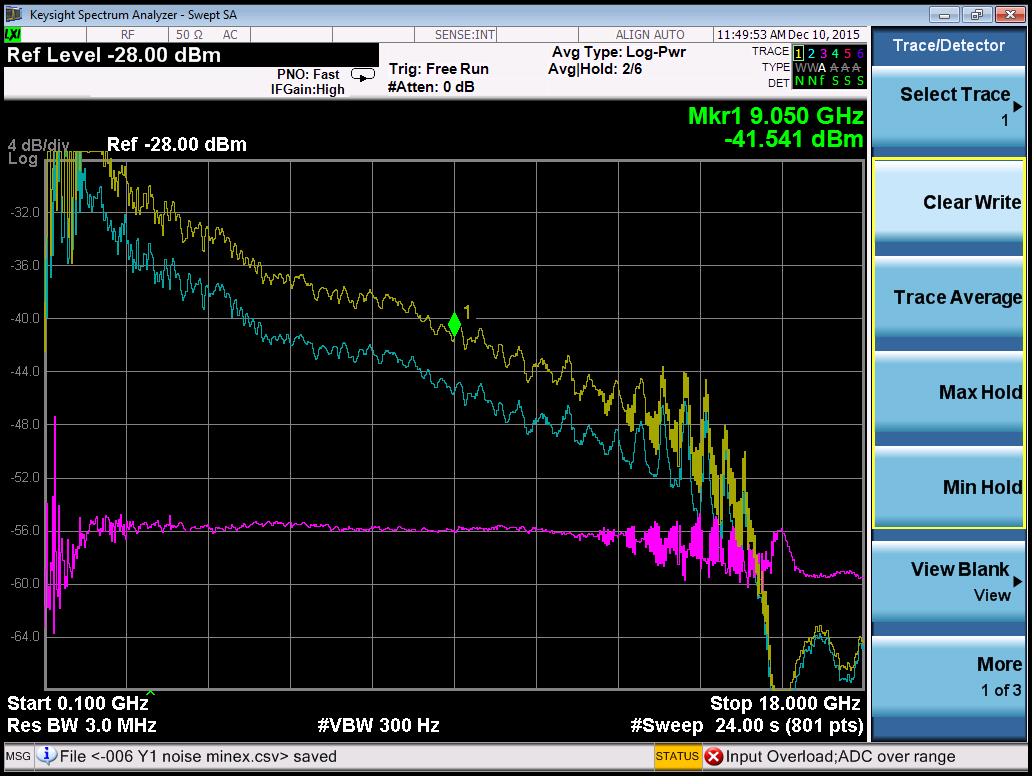 Keysight Spectrum Analyzer - Swept SA
LXI RF 50 Ω AC SENSE:INT ALIGN AUTO 11:49:53 AM Dec 10, 2015
Ref Level -28.00 dBm
PNO: Fast
IFGain:High
Trig: Free Run
#Atten: 0 dB
Avg Type: Log-Pwr
Avg|Hold: 2/6
TRACE 1 2 3 4 5 6
TYPE W W A A A A
DET N N f S S S
Mkr1 9.050 GHz
-41.541 dBm
4 dB/div
Log
Ref -28.00 dBm
-32.0
-36.0
-40.0
-44.0
-48.0
-52.0
-56.0
-60.0
-64.0
1
Start 0.100 GHz
Stop 18.000 GHz
Res BW 3.0 MHz
#VBW 300 Hz
#Sweep 24.00 s (801 pts)
MSG
File <-006 Y1 noise minex.csv> saved
STATUS
Input Overload;ADC over range
Trace/Detector
Select Trace
1
Clear Write
Trace Average
Max Hold
Min Hold
View Blank
View
More
1 of 3